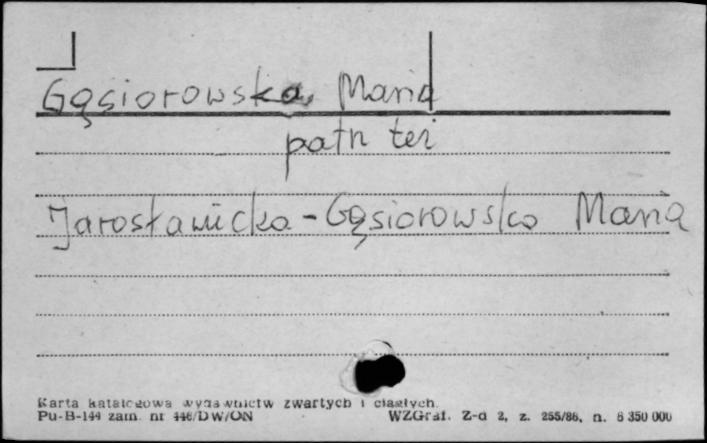 Gąsiorowska, Maria
patrz też
Jarosławicka-Gąsiorowska Maria
Karta katalogowa wydawnictw zwartych i ciągłych.
Pu-B-144 zam. nr 446/DW/ON WZGraf. Z-d 2, z. 255/86, n. 6 350 000